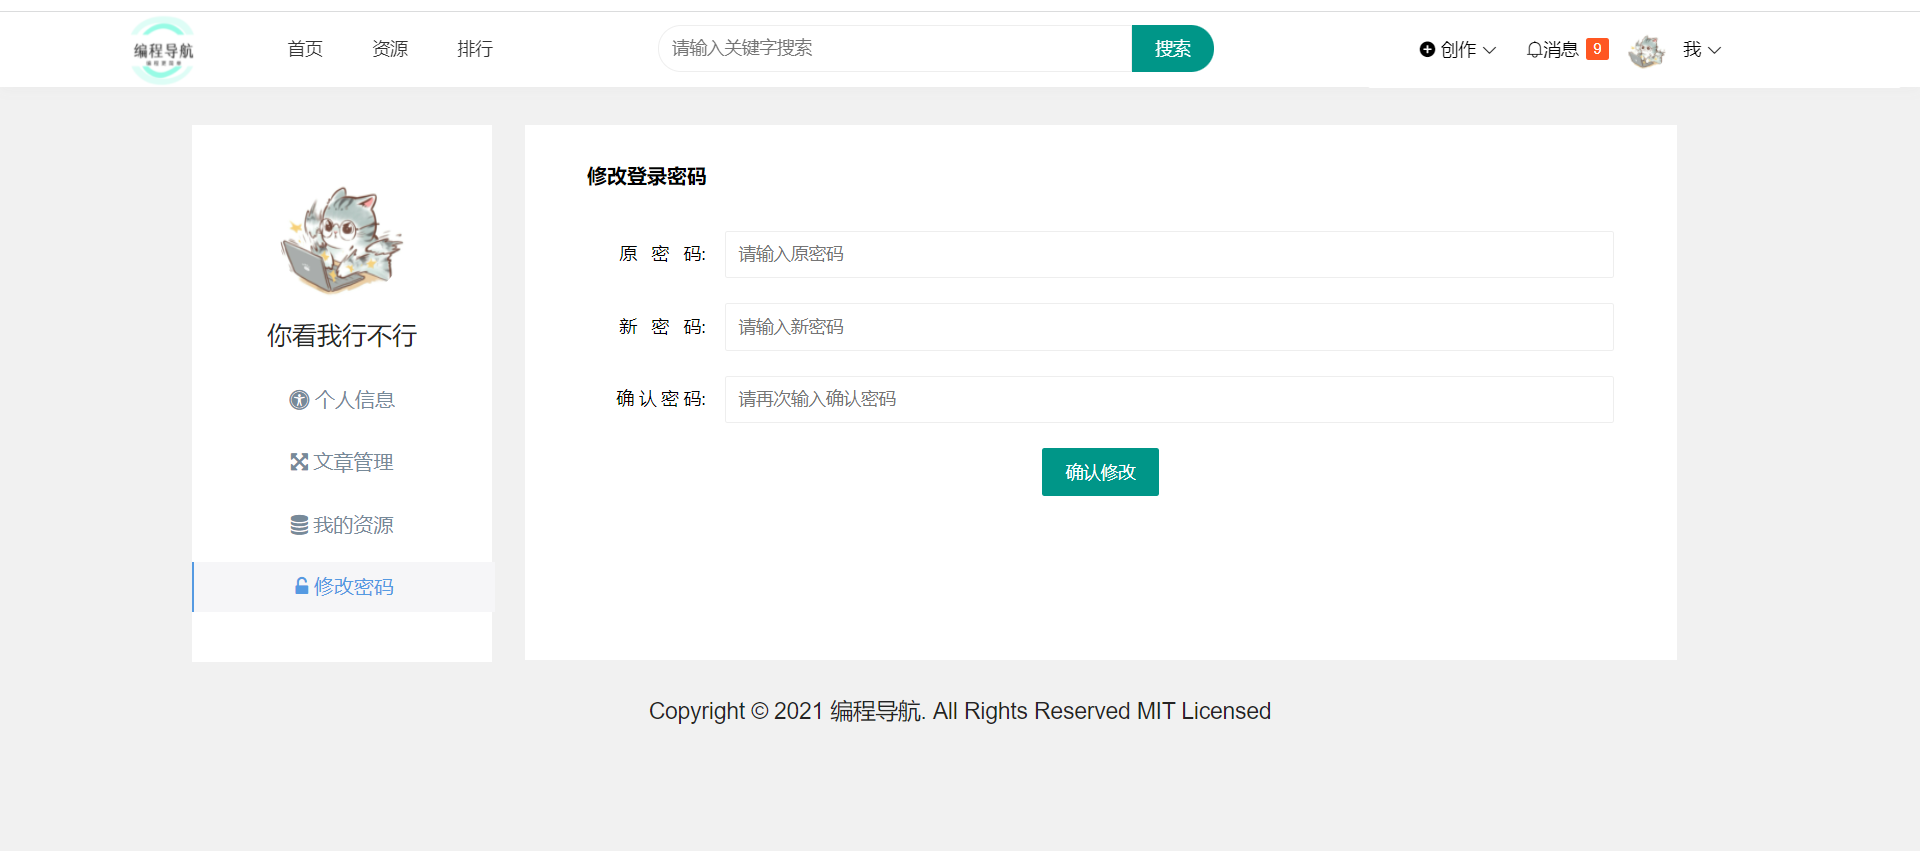 编程导航
首页 资源 排行
请输入关键字搜索 搜索
创作 消息 9 我
你看我行不行
个人信息
文章管理
我的资源
修改密码
修改登录密码
原 密 码: 请输入原密码
新 密 码: 请输入新密码
确 认 密 码: 请再次输入确认密码
确认修改
Copyright © 2021 编程导航. All Rights Reserved MIT Licensed